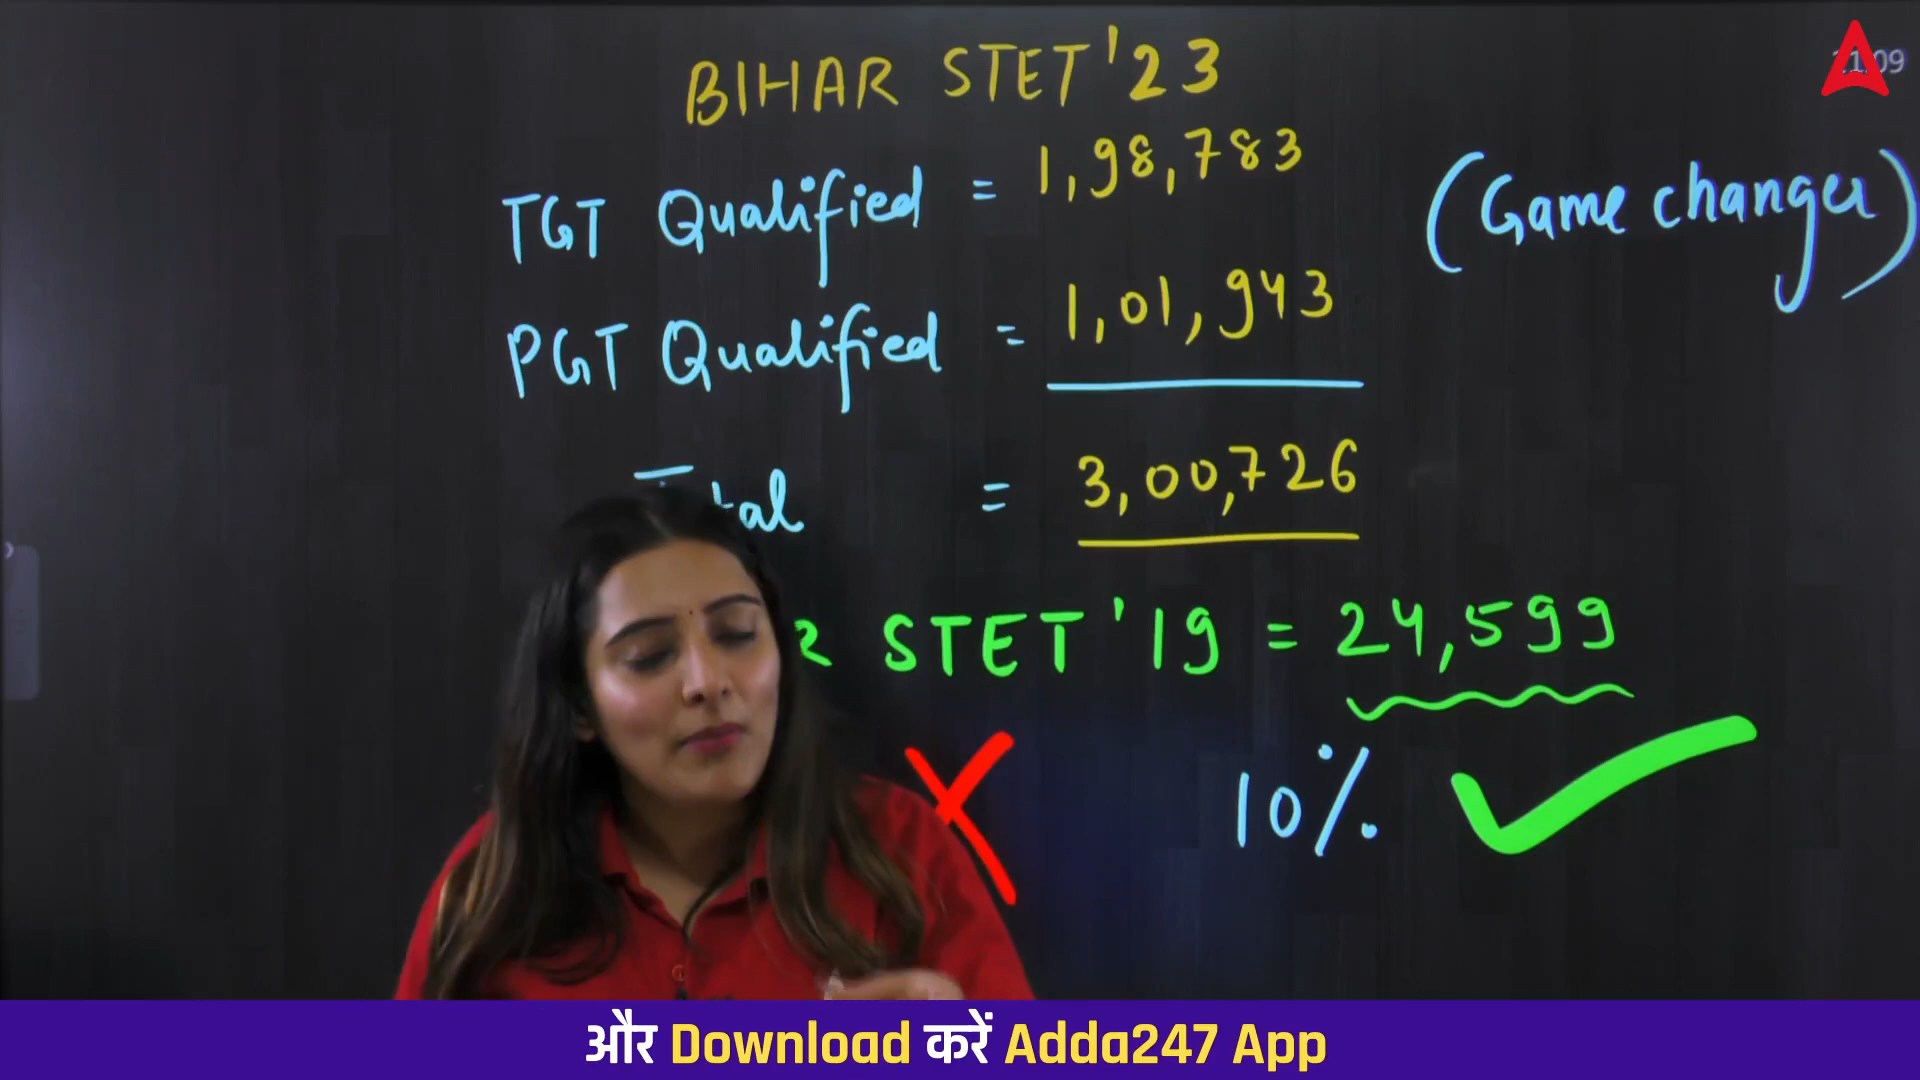 BIHAR STET'23
TGT Qualified = 1,98,783
(Game changer)
PGT Qualified = 1,01,943
= 3,00,726
STET'19 = 24,599
10%
और Download करें Adda247 App